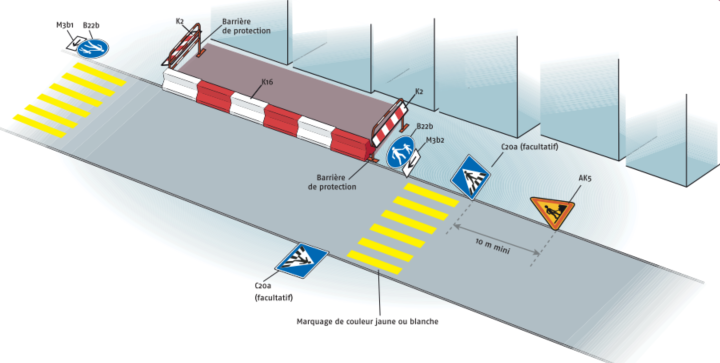 K2
Barrière
de protection
M3b1
B22b
K16
K2
B22b
M3b2
C20a (facultatif)
AK5
Barrière
de protection
10 m mini
C20a
(facultatif)
Marquage de couleur jaune ou blanche